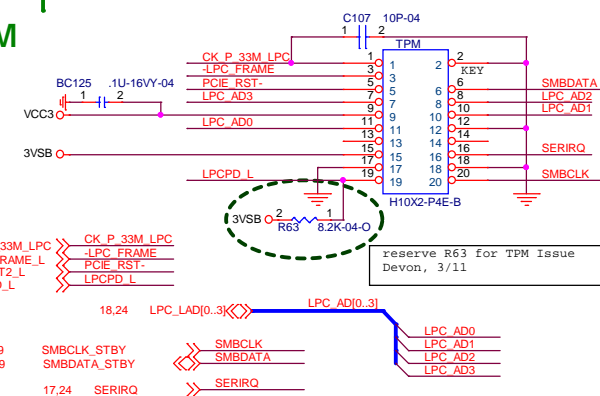 M
C107 10P-04
1 2
TPM
CK_P_33M_LPC 1 1 2 2
KEY
-LPC_FRAME 3 3
PCIE_RST- 5 5 6 6 SMBDATA
LPC_AD3 7 7 8 8 LPC_AD2
BC125 .1U-16VY-04
1 2
VCC3 9 9 10 10 LPC_AD1
LPC_AD0 11 11 12 12
13 13 14 14
3VSB 15 15 16 16 SERIRQ
17 17 18 18
LPCPD_L 19 19 20 20 SMBCLK
H10X2-P4E-B
3VSB 2 1
R63 8.2K-04-O
reserve R63 for TPM Issue
Devon, 3/11
33M_LPC CK_P_33M_LPC
RAME_L -LPC_FRAME
T2_L PCIE_RST-
D_L LPCPD_L
18,24 LPC_LAD[0..3] LPC_AD[0..3]
LPC_AD0
LPC_AD1
LPC_AD2
LPC_AD3
9 SMBCLK_STBY SMBCLK
9 SMBDATA_STBY SMBDATA
17,24 SERIRQ SERIRQ